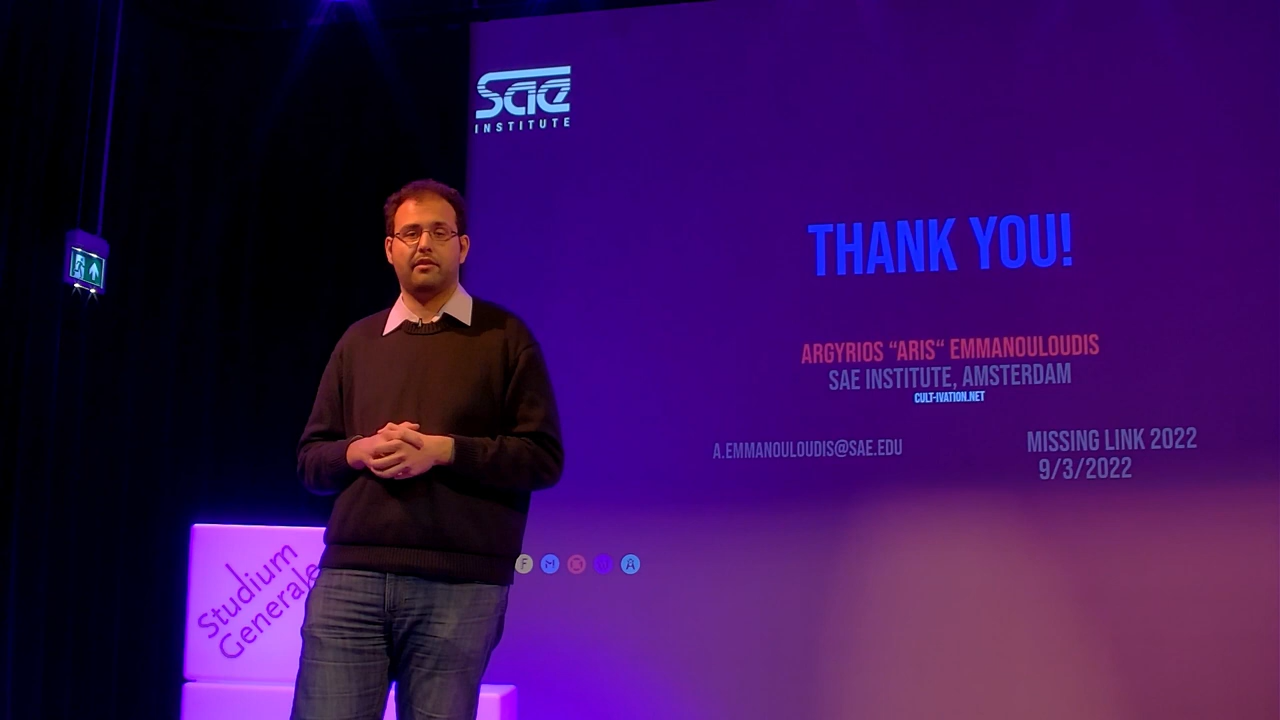 sae
INSTITUTE
THANK YOU!
ARGYRIOS “ARIS“ EMMANOULOUDIS
SAE INSTITUTE, AMSTERDAM
CULT-IVATION.NET
A.EMMANOULOUDIS@SAE.EDU
MISSING LINK 2022
9/3/2022
Studium
Generale
F M A